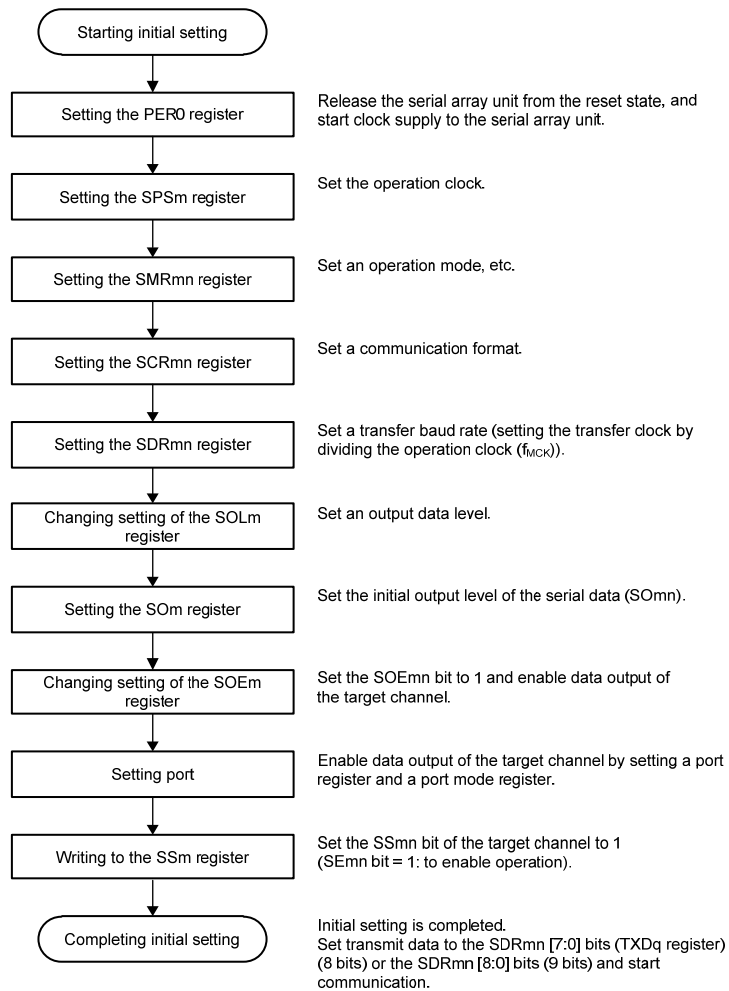 Starting initial setting
Setting the PER0 register
Release the serial array unit from the reset state, and
start clock supply to the serial array unit.
Setting the SPSm register
Set the operation clock.
Setting the SMRmn register
Set an operation mode, etc.
Setting the SCRmn register
Set a communication format.
Setting the SDRmn register
Set a transfer baud rate (setting the transfer clock by
dividing the operation clock (fMCK)).
Changing setting of the SOLm
register
Set an output data level.
Setting the SOm register
Set the initial output level of the serial data (SOmn).
Changing setting of the SOEm
register
Set the SOEmn bit to 1 and enable data output of
the target channel.
Setting port
Enable data output of the target channel by setting a port
register and a port mode register.
Writing to the SSm register
Set the SSmn bit of the target channel to 1
(SEmn bit = 1: to enable operation).
Completing initial setting
Initial setting is completed.
Set transmit data to the SDRmn [7:0] bits (TXDq register)
(8 bits) or the SDRmn [8:0] bits (9 bits) and start
communication.